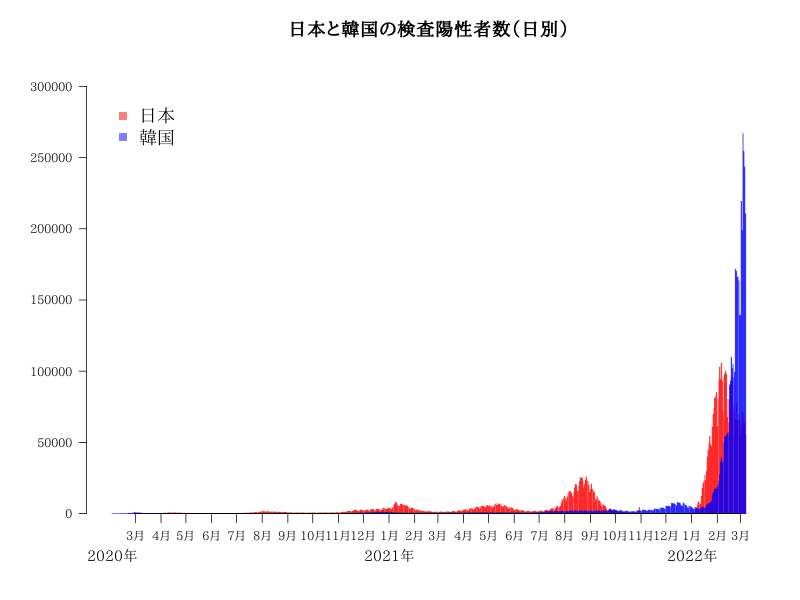 日本と韓国の検査陽性者数（日別）
300000
日本
韓国
250000
200000
150000
100000
50000
0
3月 4月 5月 6月 7月 8月 9月 10月 11月 12月 1月 2月 3月 4月 5月 6月 7月 8月 9月 10月 11月 12月 1月 2月 3月
2020年 2021年 2022年